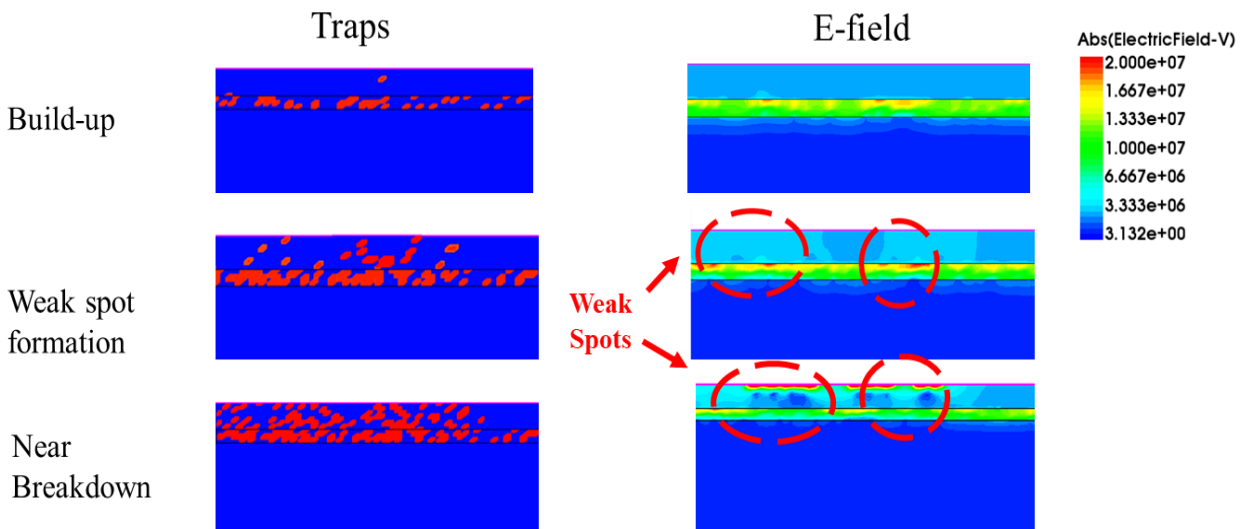 Traps
E-field
Abs(ElectricField-V)
2.000e+07
1.667e+07
1.333e+07
1.000e+07
6.667e+06
3.333e+06
3.132e+00
Build-up
Weak spot
formation
Weak
Spots
Near
Breakdown